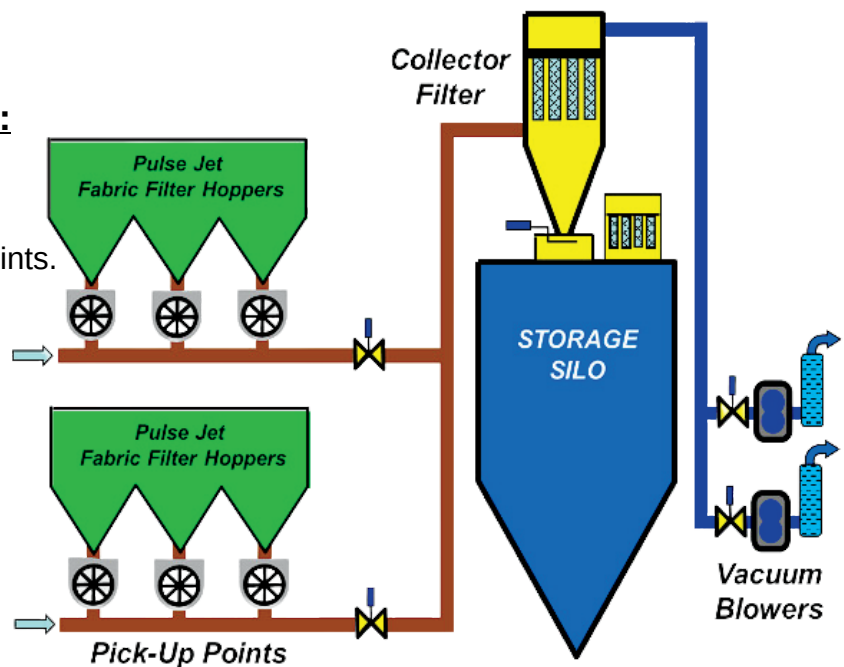 Collector
Filter
:
Pulse Jet
Fabric Filter Hoppers
ints.
STORAGE
SILO
Pulse Jet
Fabric Filter Hoppers
Vacuum
Blowers
Pick-Up Points